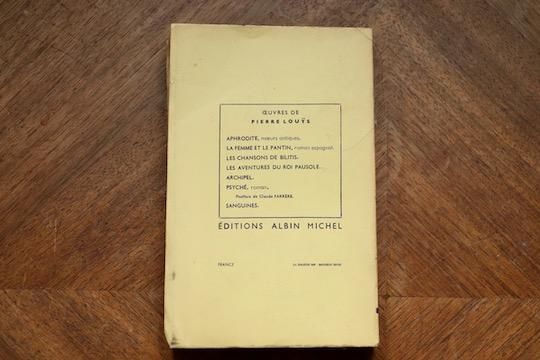 ŒUVRES DE
PIERRE LOUŸS
APHRODITE, mœurs antiques.
LA FEMME ET LE PANTIN, roman espagnol.
LES CHANSONS DE BILITIS.
LES AVENTURES DU ROI PAUSOLE.
ARCHIPEL.
PSYCHÉ, roman.
Postface de Claude FARRÈRE.
SANGUINES.
ÉDITIONS ALBIN MICHEL
FRANCE